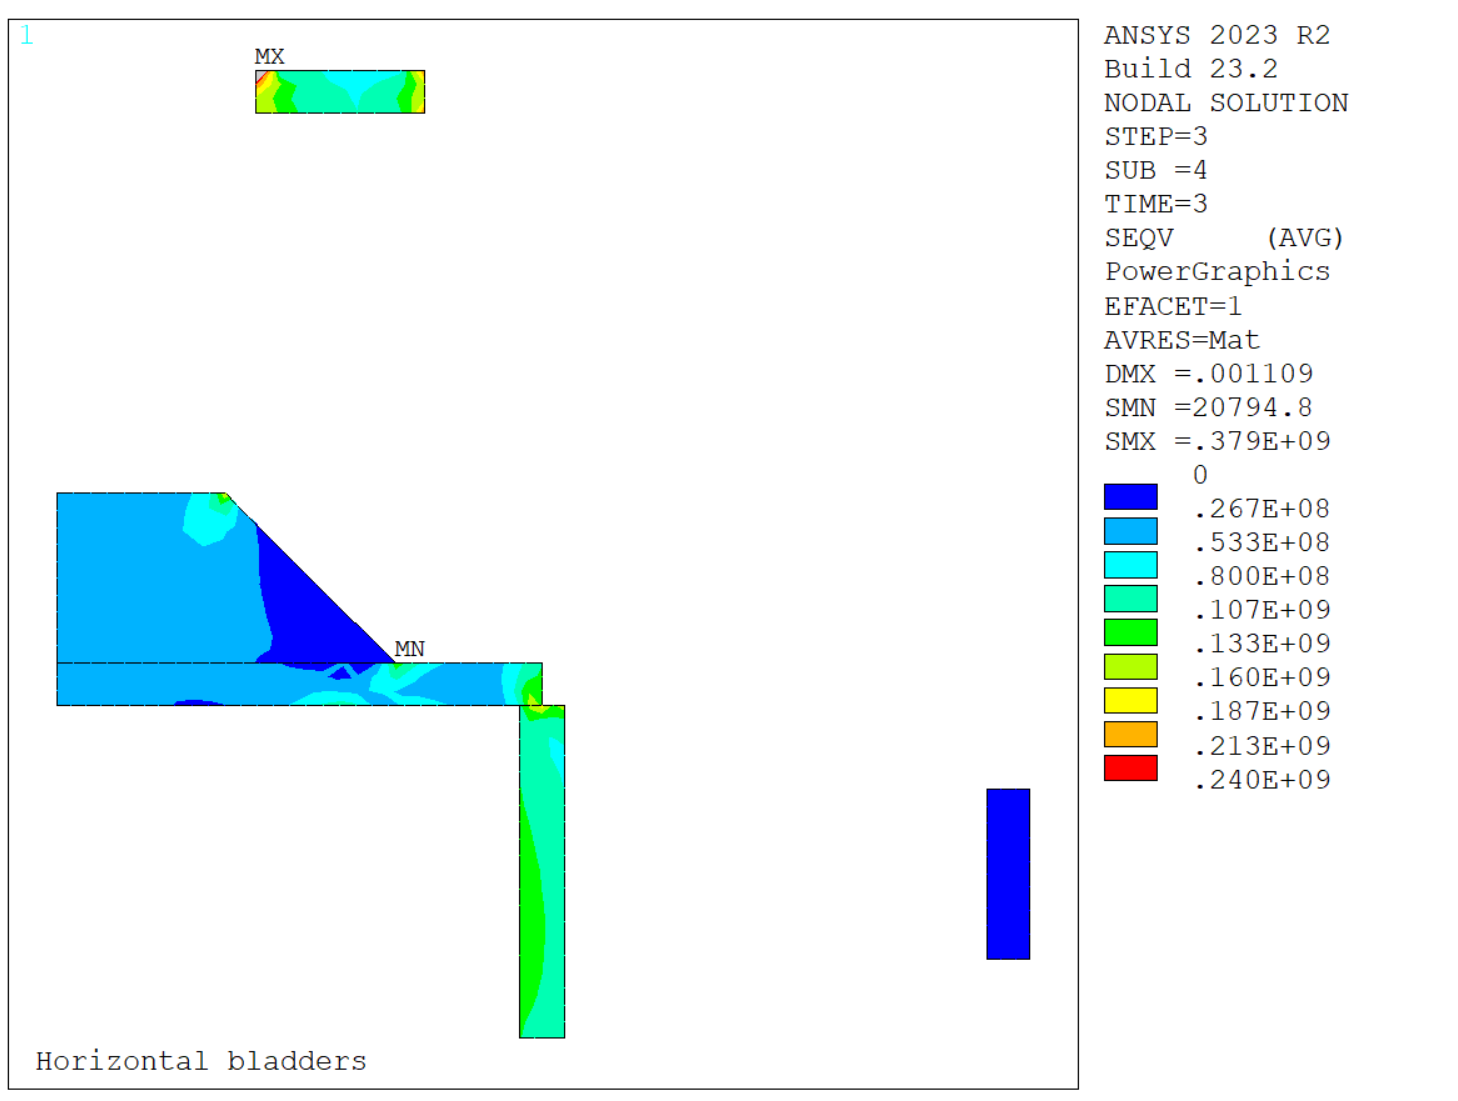 1
MX
MN
Horizontal bladders
ANSYS 2023 R2
Build 23.2
NODAL SOLUTION
STEP=3
SUB =4
TIME=3
SEQV (AVG)
PowerGraphics
EFACET=1
AVRES=Mat
DMX =.001109
SMN =20794.8
SMX =.379E+09
0
.267E+08
.533E+08
.800E+08
.107E+09
.133E+09
.160E+09
.187E+09
.213E+09
.240E+09